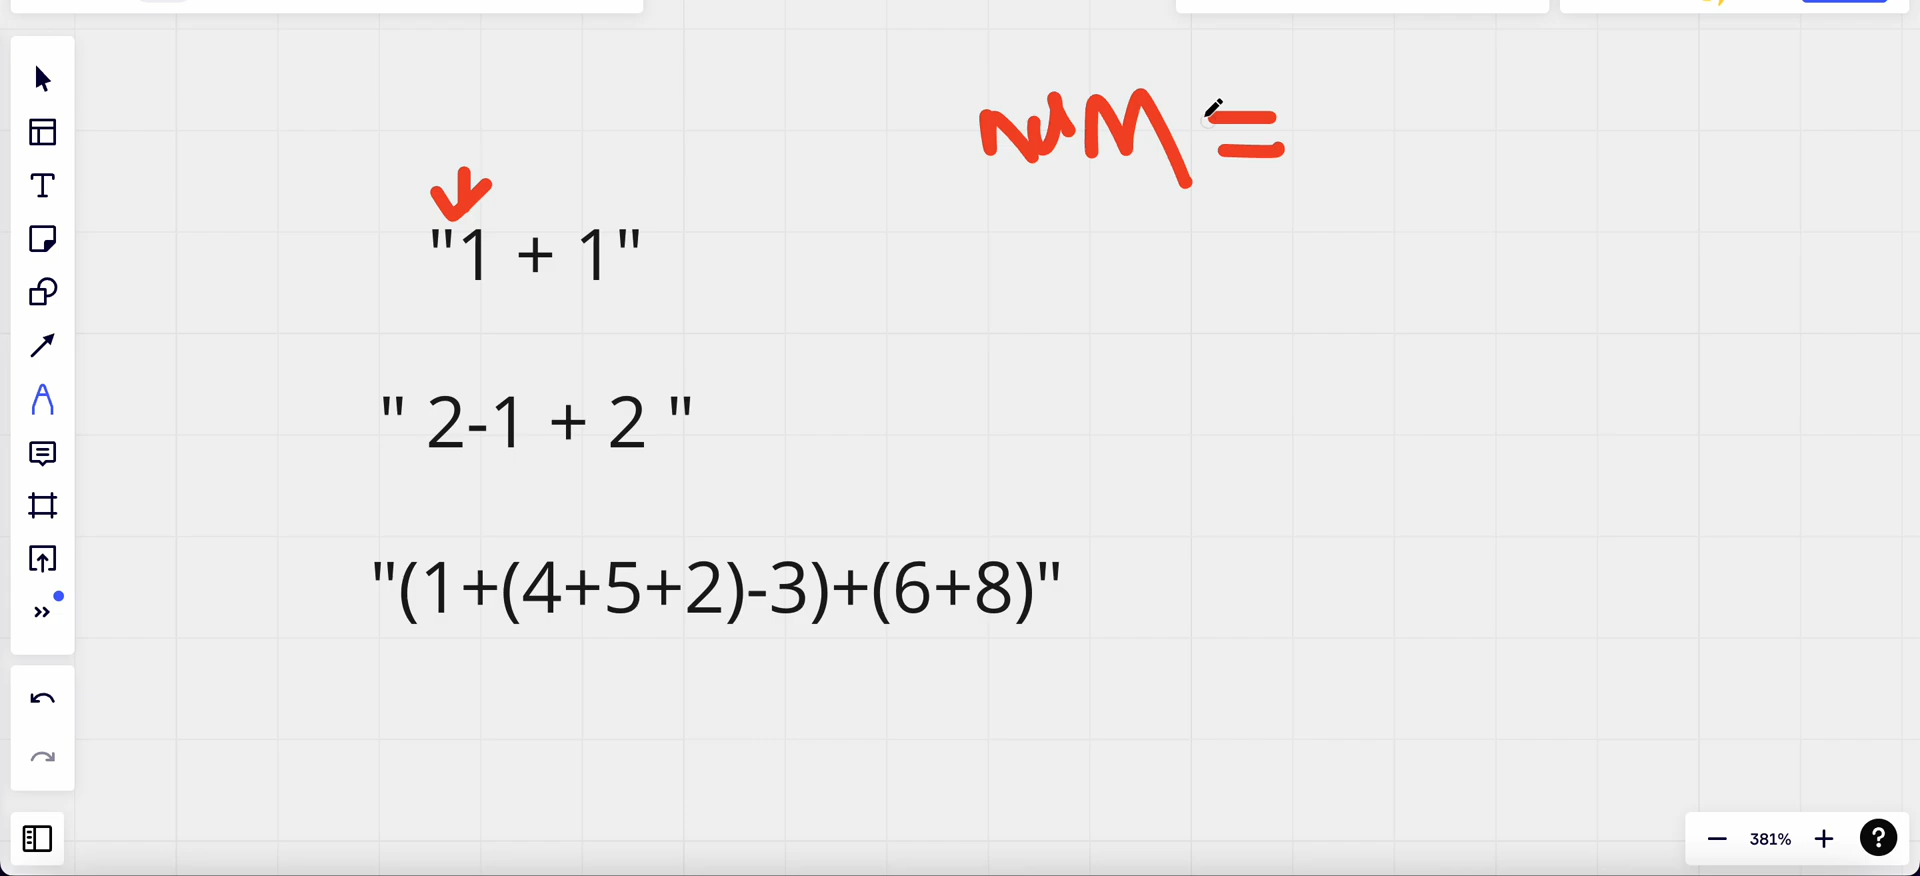 num =
"1 + 1"
" 2-1 + 2 "
"(1+(4+5+2)-3)+(6+8)"
381%